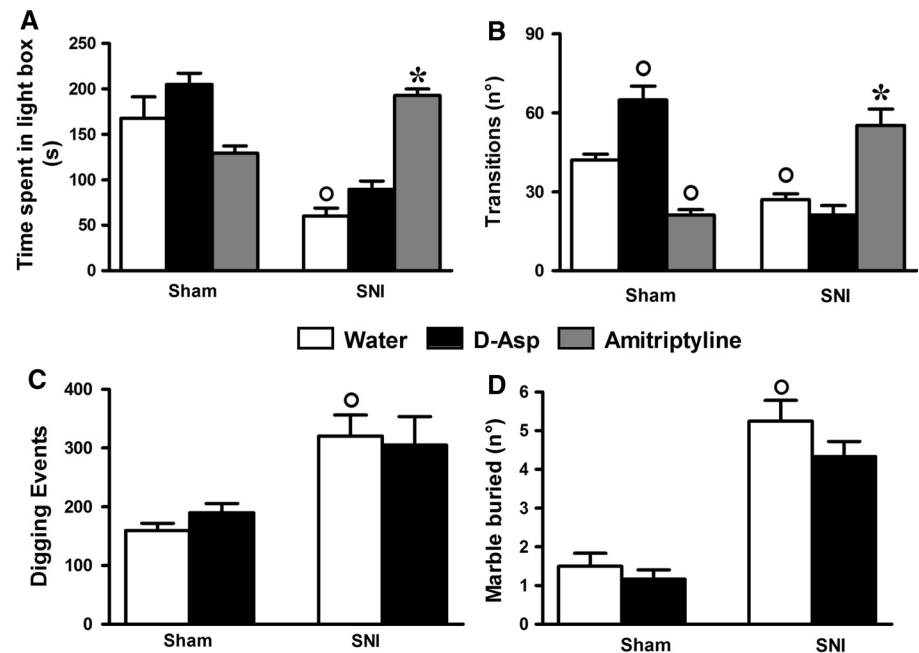 A
Time spent in light box
(s)
250
200
150
100
50
0
*
Sham
SNI
B
Transitions (n°)
90
60
30
0
*
Sham
SNI
Water
D-Asp
Amitriptyline
C
Digging Events
400
300
200
100
0
Sham
SNI
D
Marble buried (n°)
6
5
4
3
2
1
0
Sham
SNI